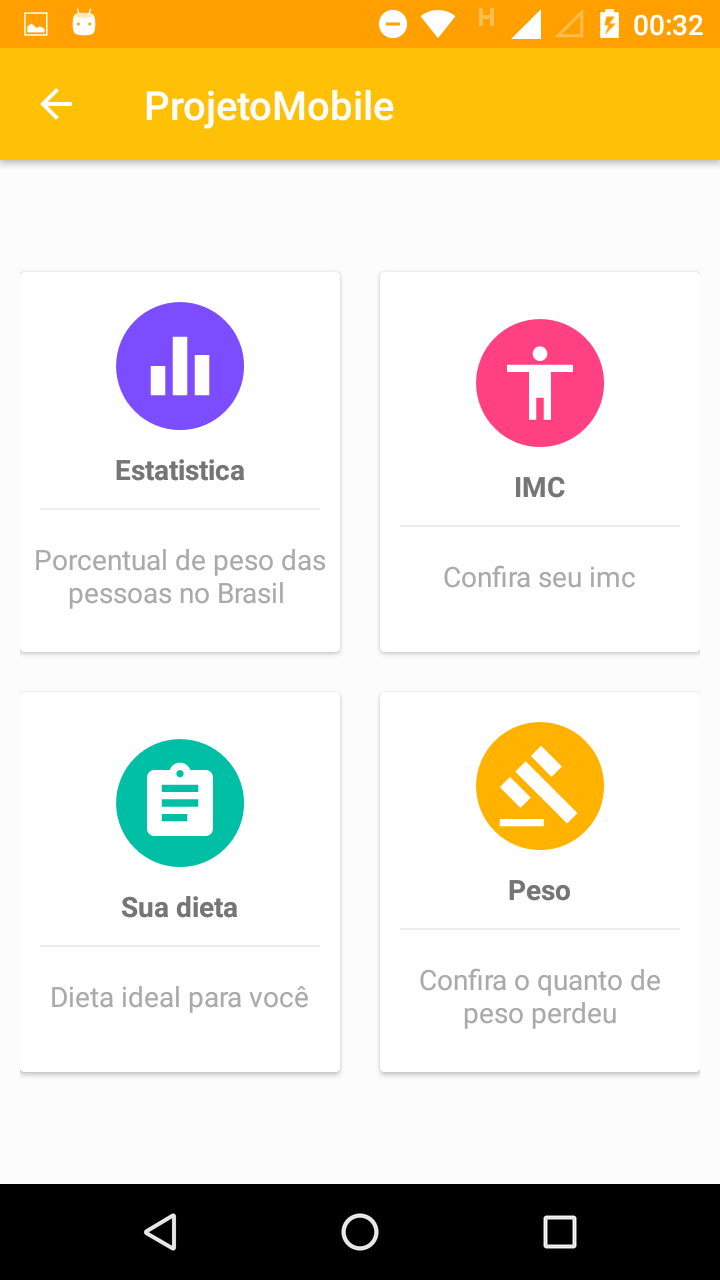 H 00:32
ProjetoMobile
Estatistica
Porcentual de peso das
pessoas no Brasil
IMC
Confira seu imc
Sua dieta
Dieta ideal para você
Peso
Confira o quanto de
peso perdeu